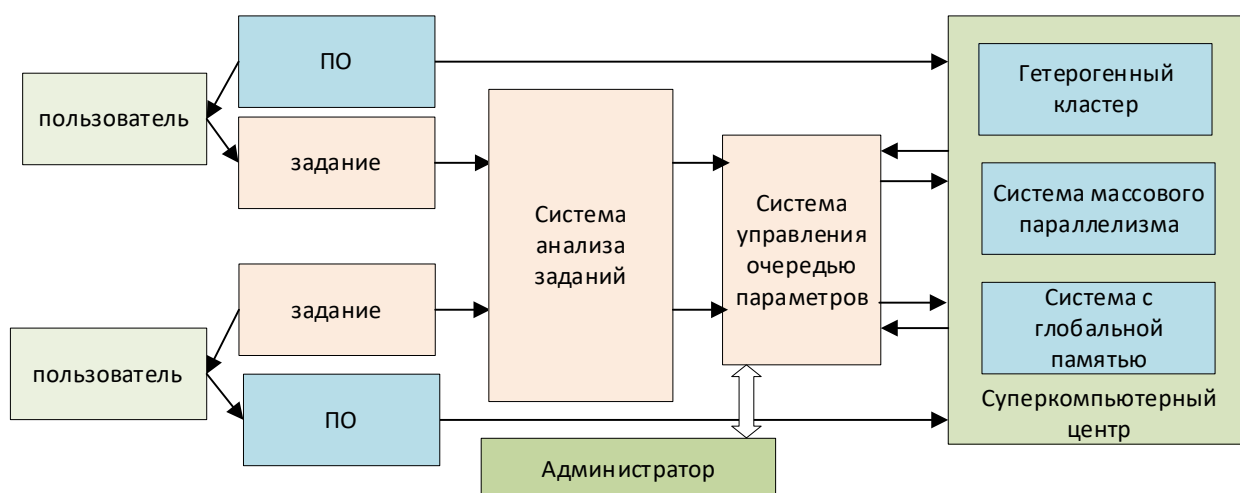 ПО
пользователь
задание
Система
анализа
заданий
Система
управления
очередью
параметров
задание
пользователь
ПО
Администратор
Гетерогенный
кластер
Система массового
параллелизма
Система с
глобальной
памятью
Суперкомпьютерный
центр